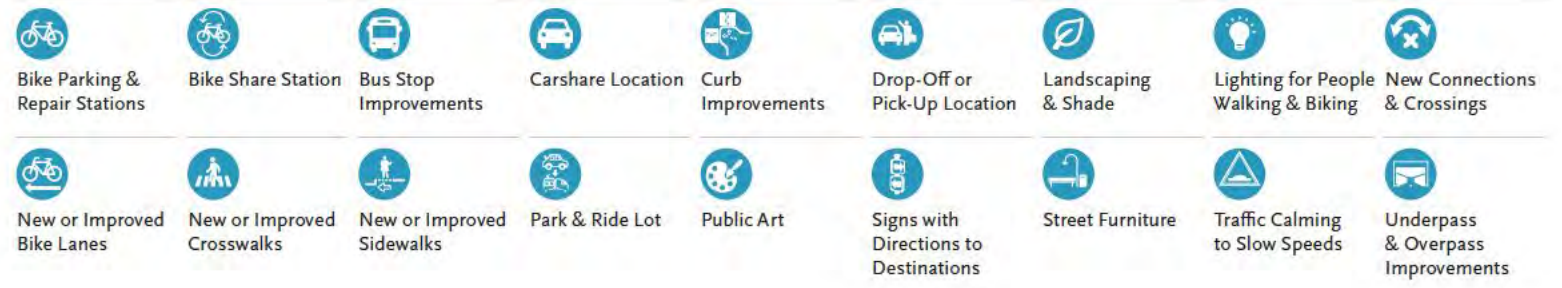 Bike Parking &
Repair Stations
Bike Share Station
Bus Stop
Improvements
Carshare Location
Curb
Improvements
Drop-Off or
Pick-Up Location
Landscaping
& Shade
Lighting for People
Walking & Biking
New Connections
& Crossings
New or Improved
Bike Lanes
New or Improved
Crosswalks
New or Improved
Sidewalks
Park & Ride Lot
Public Art
Signs with
Directions to
Destinations
Street Furniture
Traffic Calming
to Slow Speeds
Underpass
& Overpass
Improvements